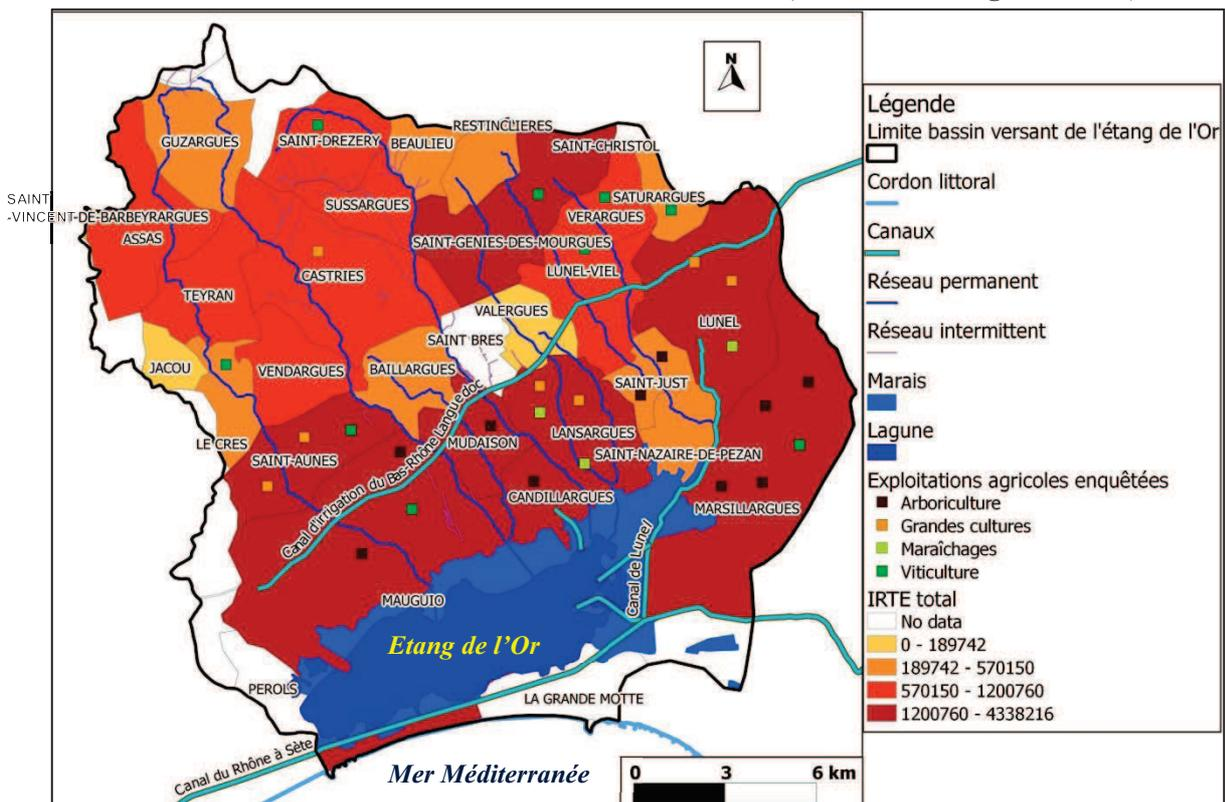 N
GUZARGUES
SAINT-DREZERY
BEAULIEU
RESTINCLIERES
SAINT-CHRISTOL
SAINT
-VINCENT-DE-BARBEYRARGUES
ASSAS
SUSSARGUES
SATURARGUES
VERARGUES
SAINT-GENIES-DES-MOURGUES
CASTRIES
LUNEL-VIEL
TEYRAN
VALERGUES
LUNEL
SAINT BRES
JACOU
VENDARGUES
BAILLARGUES
SAINT-JUST
LE CRES
SAINT-AUNES
MUDAISON
LANSARGUES
SAINT-NAZAIRE-DE-PEZAN
CANDILLARGUES
MARSILLARGUES
Canal d'irrigation du Bas-Rhône Languedoc
Canal de Lunel
MAUGUIO
Etang de l'Or
PEROLS
LA GRANDE MOTTE
Canal du Rhône à Sète
Mer Méditerranée
0 3 6 km
Légende
Limite bassin versant de l'étang de l'Or
Cordon littoral
Canaux
Réseau permanent
Réseau intermittent
Marais
Lagune
Exploitations agricoles enquêtées
Arboriculture
Grandes cultures
Maraîchages
Viticulture
IRTE total
No data
0 - 189742
189742 - 570150
570150 - 1200760
1200760 - 4338216